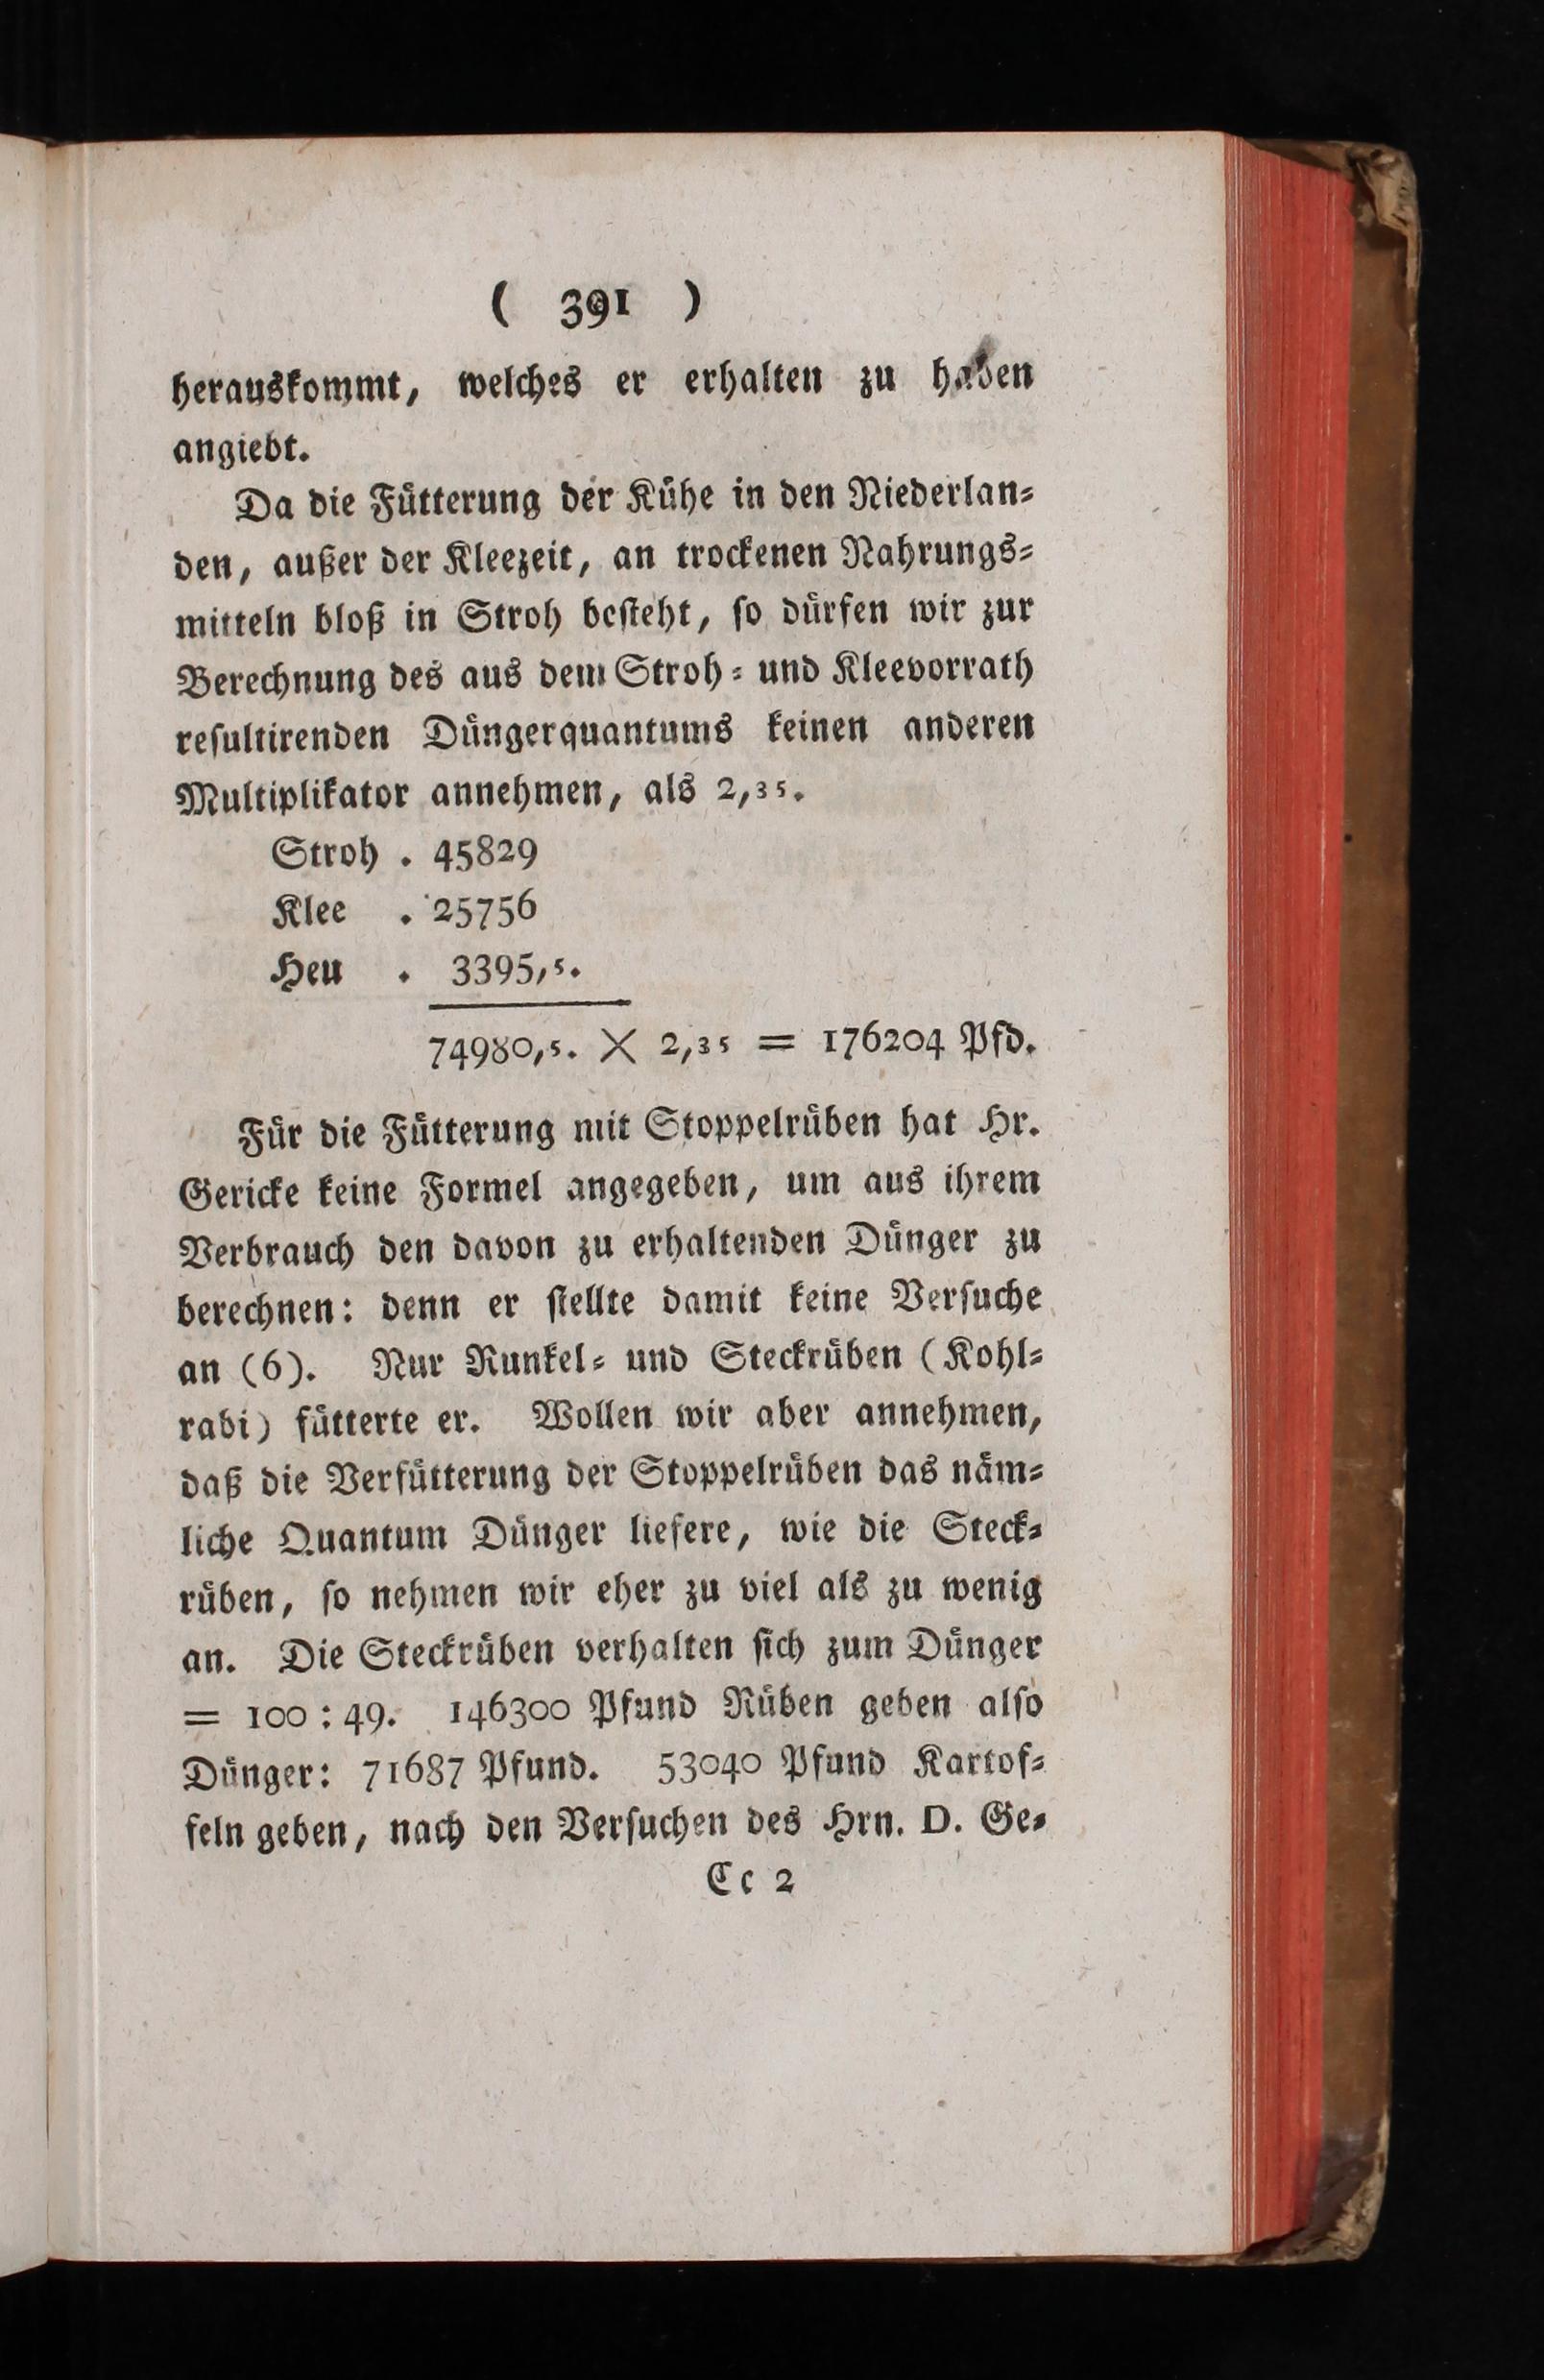 ( 391 )
herauskommt, welches er erhalten zu haben
angiebt.
Da die Fütterung der Kühe in den Niederlan⸗
den, außer der Kleezeit, an trockenen Nahrungs⸗
mitteln bloß in Stroh besteht, so dürfen wir zur
Berechnung des aus dem Stroh⸗ und Kleevorrath
resultirenden Düngerquantums keinen anderen
Multiplikator annehmen, als 2,35.
Stroh . 45829
Klee . 25756
Heu . 3395,5.
74980,5. × 2,35 = 176204 Pfd.
Für die Fütterung mit Stoppelrüben hat Hr.
Gericke keine Formel angegeben, um aus ihrem
Verbrauch den davon zu erhaltenden Dünger zu
berechnen: denn er stellte damit keine Versuche
an (6). Nur Runkel⸗ und Steckrüben (Kohl⸗
rabi) fütterte er. Wollen wir aber annehmen,
daß die Verfütterung der Stoppelrüben das näm⸗
liche Quantum Dünger liefere, wie die Steck⸗
rüben, so nehmen wir eher zu viel als zu wenig
an. Die Steckrüben verhalten sich zum Dünger
= 100 : 49. 146300 Pfund Rüben geben also
Dünger: 71687 Pfund. 53040 Pfund Kartof⸗
feln geben, nach den Versuchen des Hrn. D. Ge⸗
Cc 2